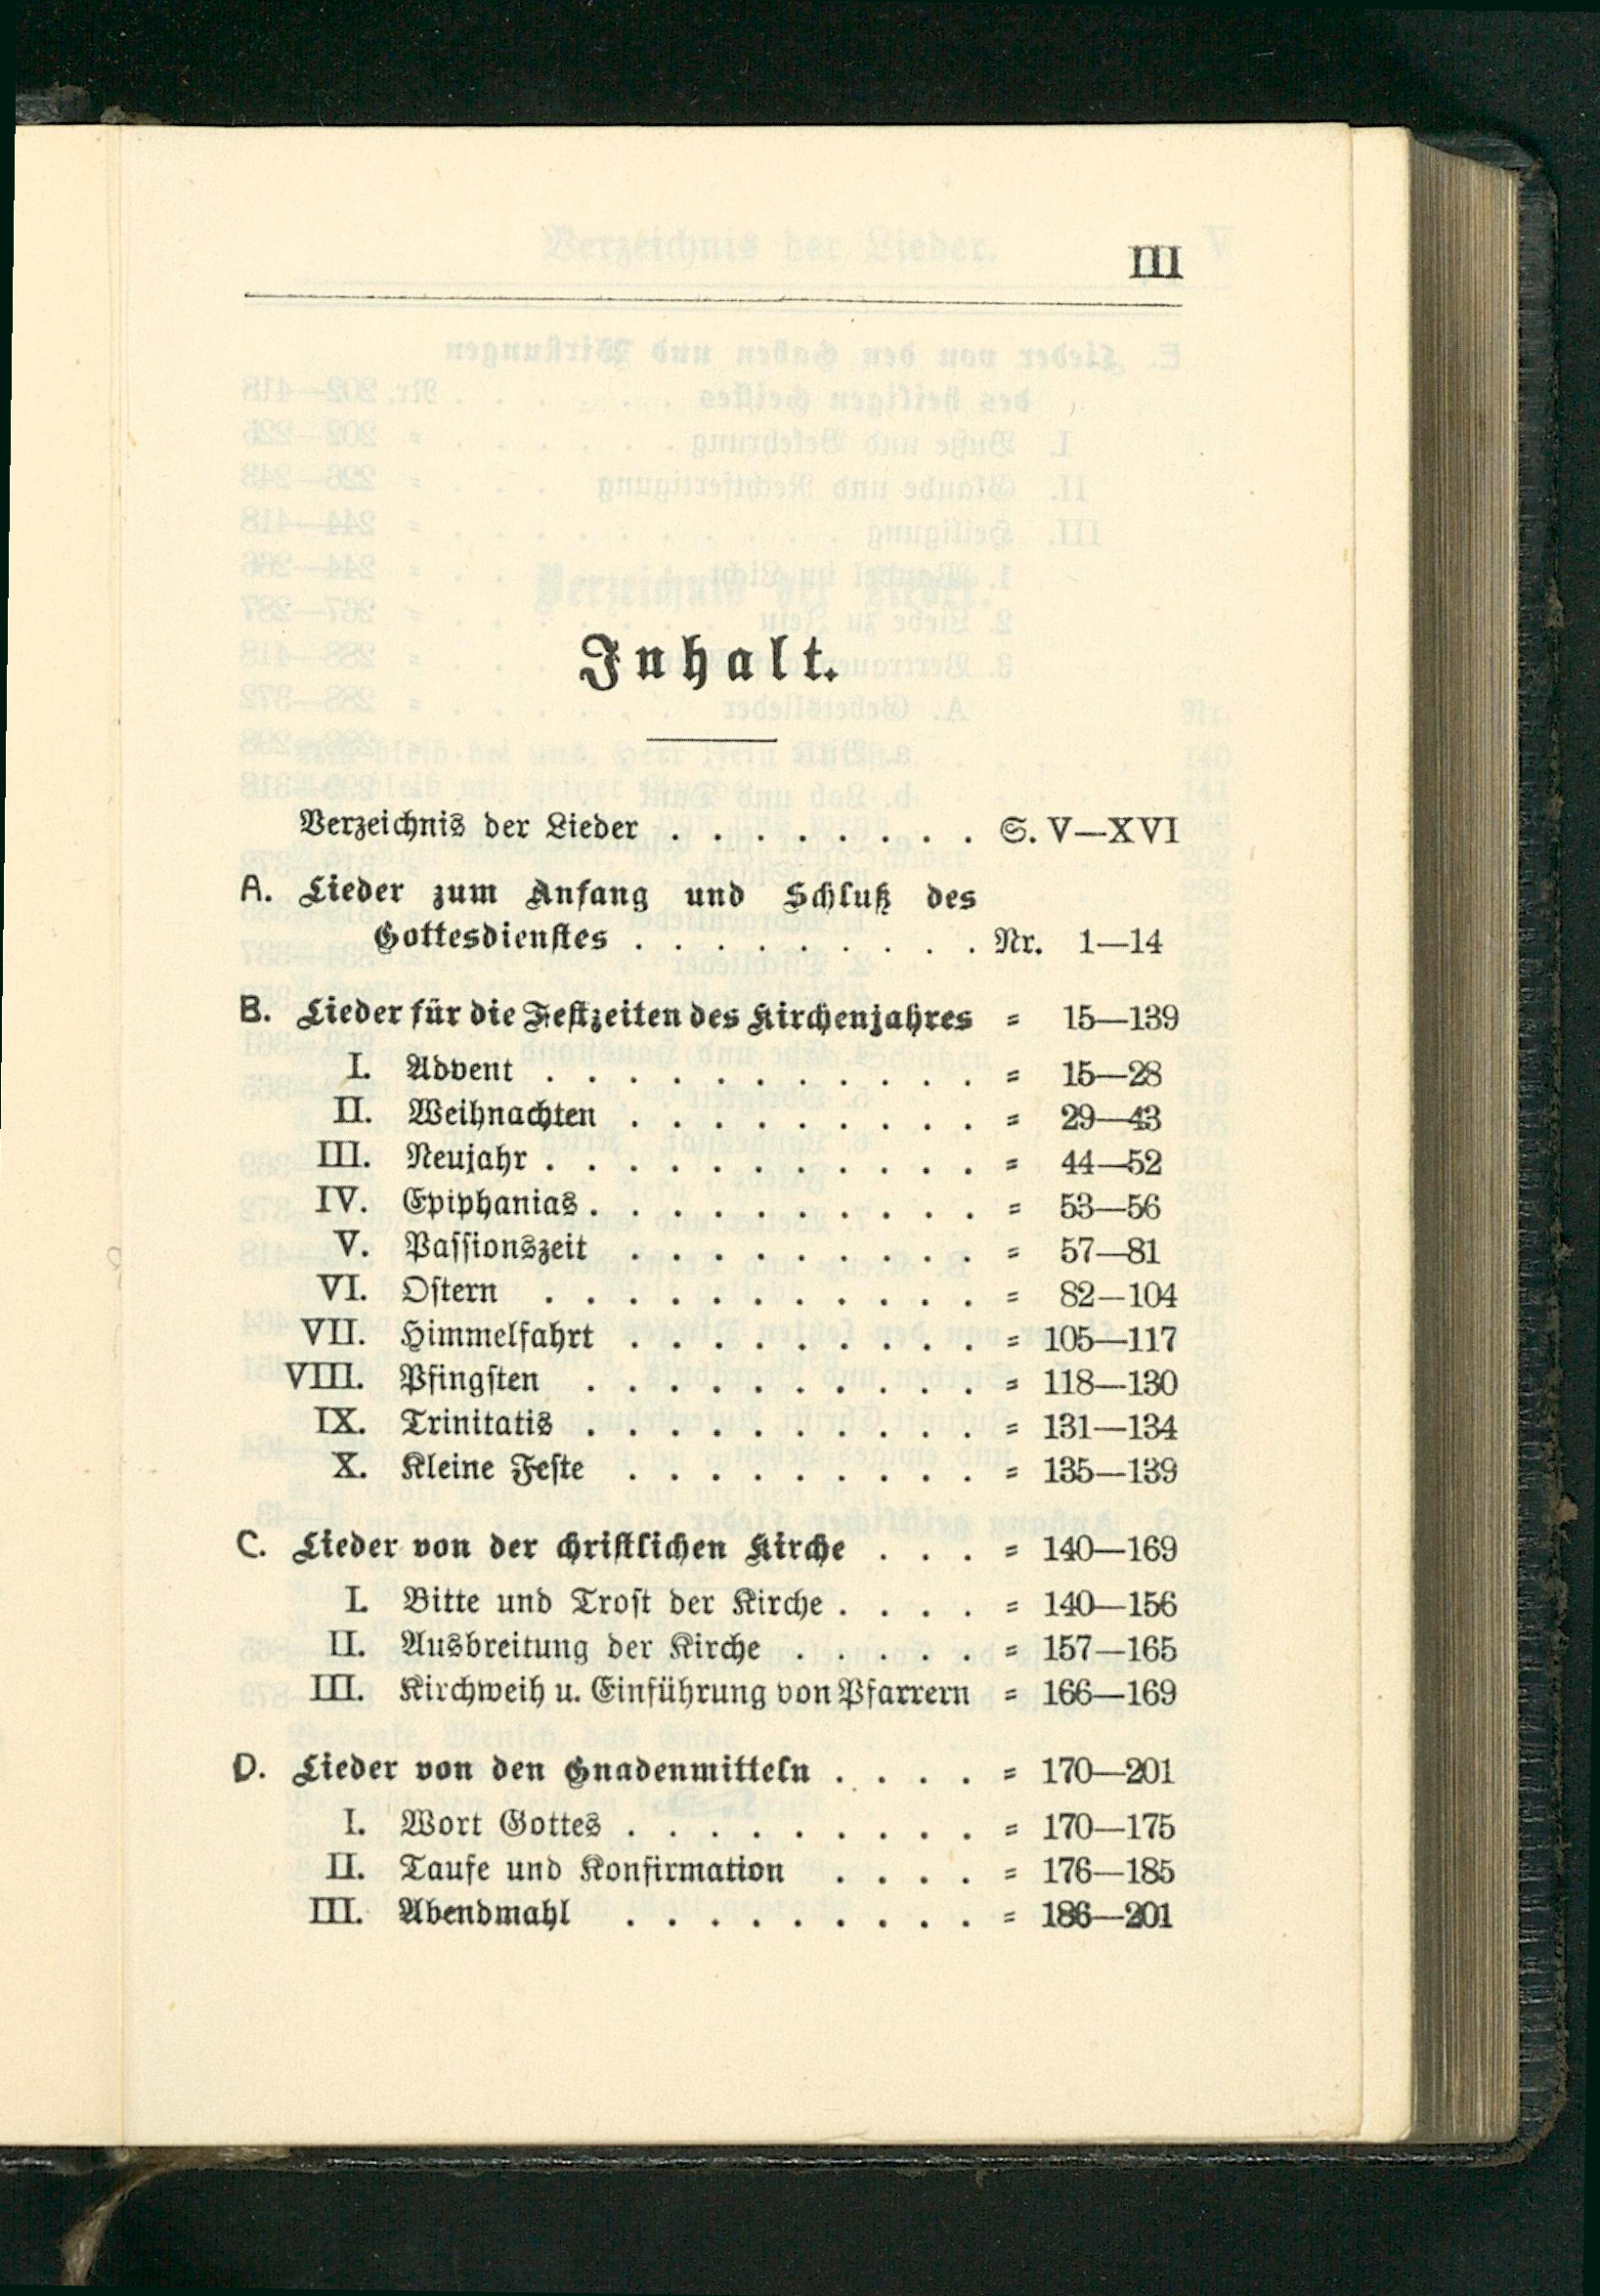 III
Inhalt.
Verzeichnis der Lieder . . . . . . . . S. V—XVI
A. Lieder zum Anfang und Schluß des
Gottesdienstes . . . . . . . . . Nr. 1—14
B. Lieder für die Festzeiten des Kirchenjahres = 15—139
I. Advent . . . . . . . . . . . = 15—28
II. Weihnachten . . . . . . . . . = 29—43
III. Neujahr . . . . . . . . . . . = 44—52
IV. Epiphanias . . . . . . . . . . = 53—56
V. Passionszeit . . . . . . . . . = 57—81
VI. Ostern . . . . . . . . . . . = 82—104
VII. Himmelfahrt . . . . . . . . . = 105—117
VIII. Pfingsten . . . . . . . . . . = 118—130
IX. Trinitatis . . . . . . . . . . = 131—134
X. Kleine Feste . . . . . . . . . = 135—139
C. Lieder von der christlichen Kirche . . . = 140—169
I. Bitte und Trost der Kirche . . . . = 140—156
II. Ausbreitung der Kirche . . . . . = 157—165
III. Kirchweih u. Einführung von Pfarrern = 166—169
D. Lieder von den Gnadenmitteln . . . . = 170—201
I. Wort Gottes . . . . . . . . . = 170—175
II. Taufe und Konfirmation . . . . = 176—185
III. Abendmahl . . . . . . . . . = 186—201